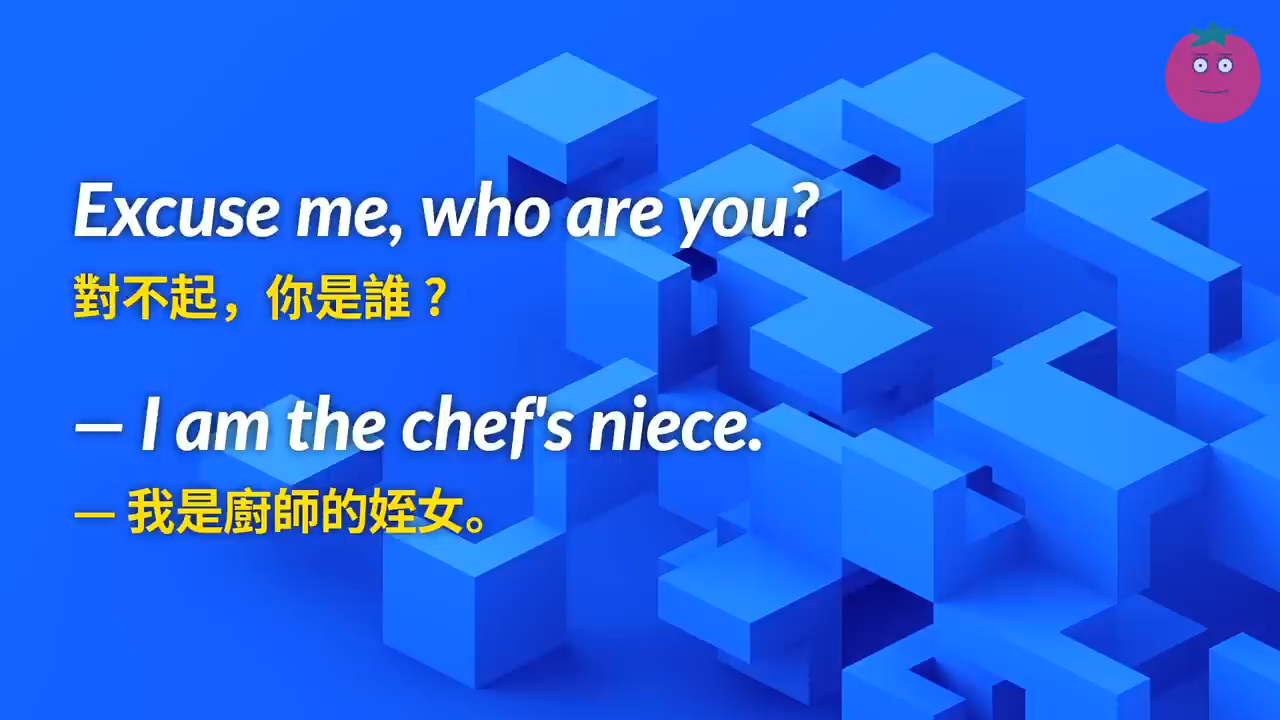 Excuse me, who are you?
對不起，你是誰？
– I am the chef's niece.
– 我是廚師的姪女。